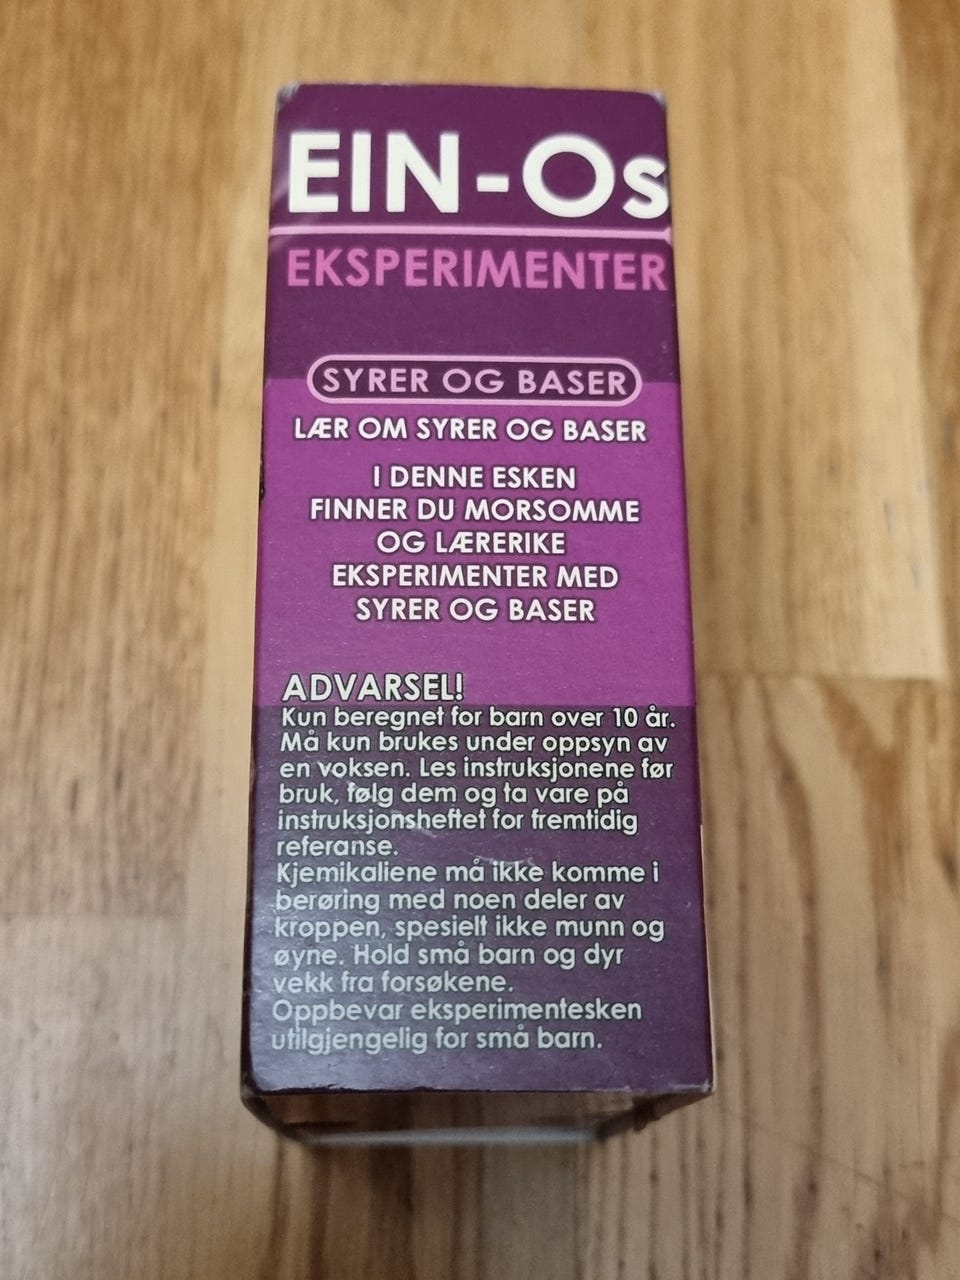 EIN-Os
EKSPERIMENTER
SYRER OG BASER
LÆR OM SYRER OG BASER
I DENNE ESKEN
FINNER DU MORSOMME
OG LÆRERIKE
EKSPERIMENTER MED
SYRER OG BASER
ADVARSEL!
Kun beregnet for barn over 10 år.
Må kun brukes under oppsyn av
en voksen. Les instruksjonene før
bruk, følg dem og ta vare på
instruksjonsheftet for fremtidig
referanse.
Kjemikaliene må ikke komme i
berøring med noen deler av
kroppen, spesielt ikke munn og
øyne. Hold små barn og dyr
vekk fra forsøkene.
Oppbevar eksperimentesken
utilgjengelig for små barn.